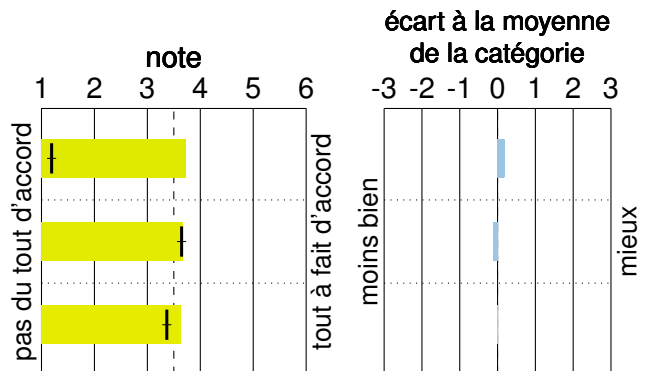 note
1 2 3 4 5 6
pas du tout d'accord
tout à fait d'accord
écart à la moyenne
de la catégorie
-3 -2 -1 0 1 2 3
moins bien
mieux